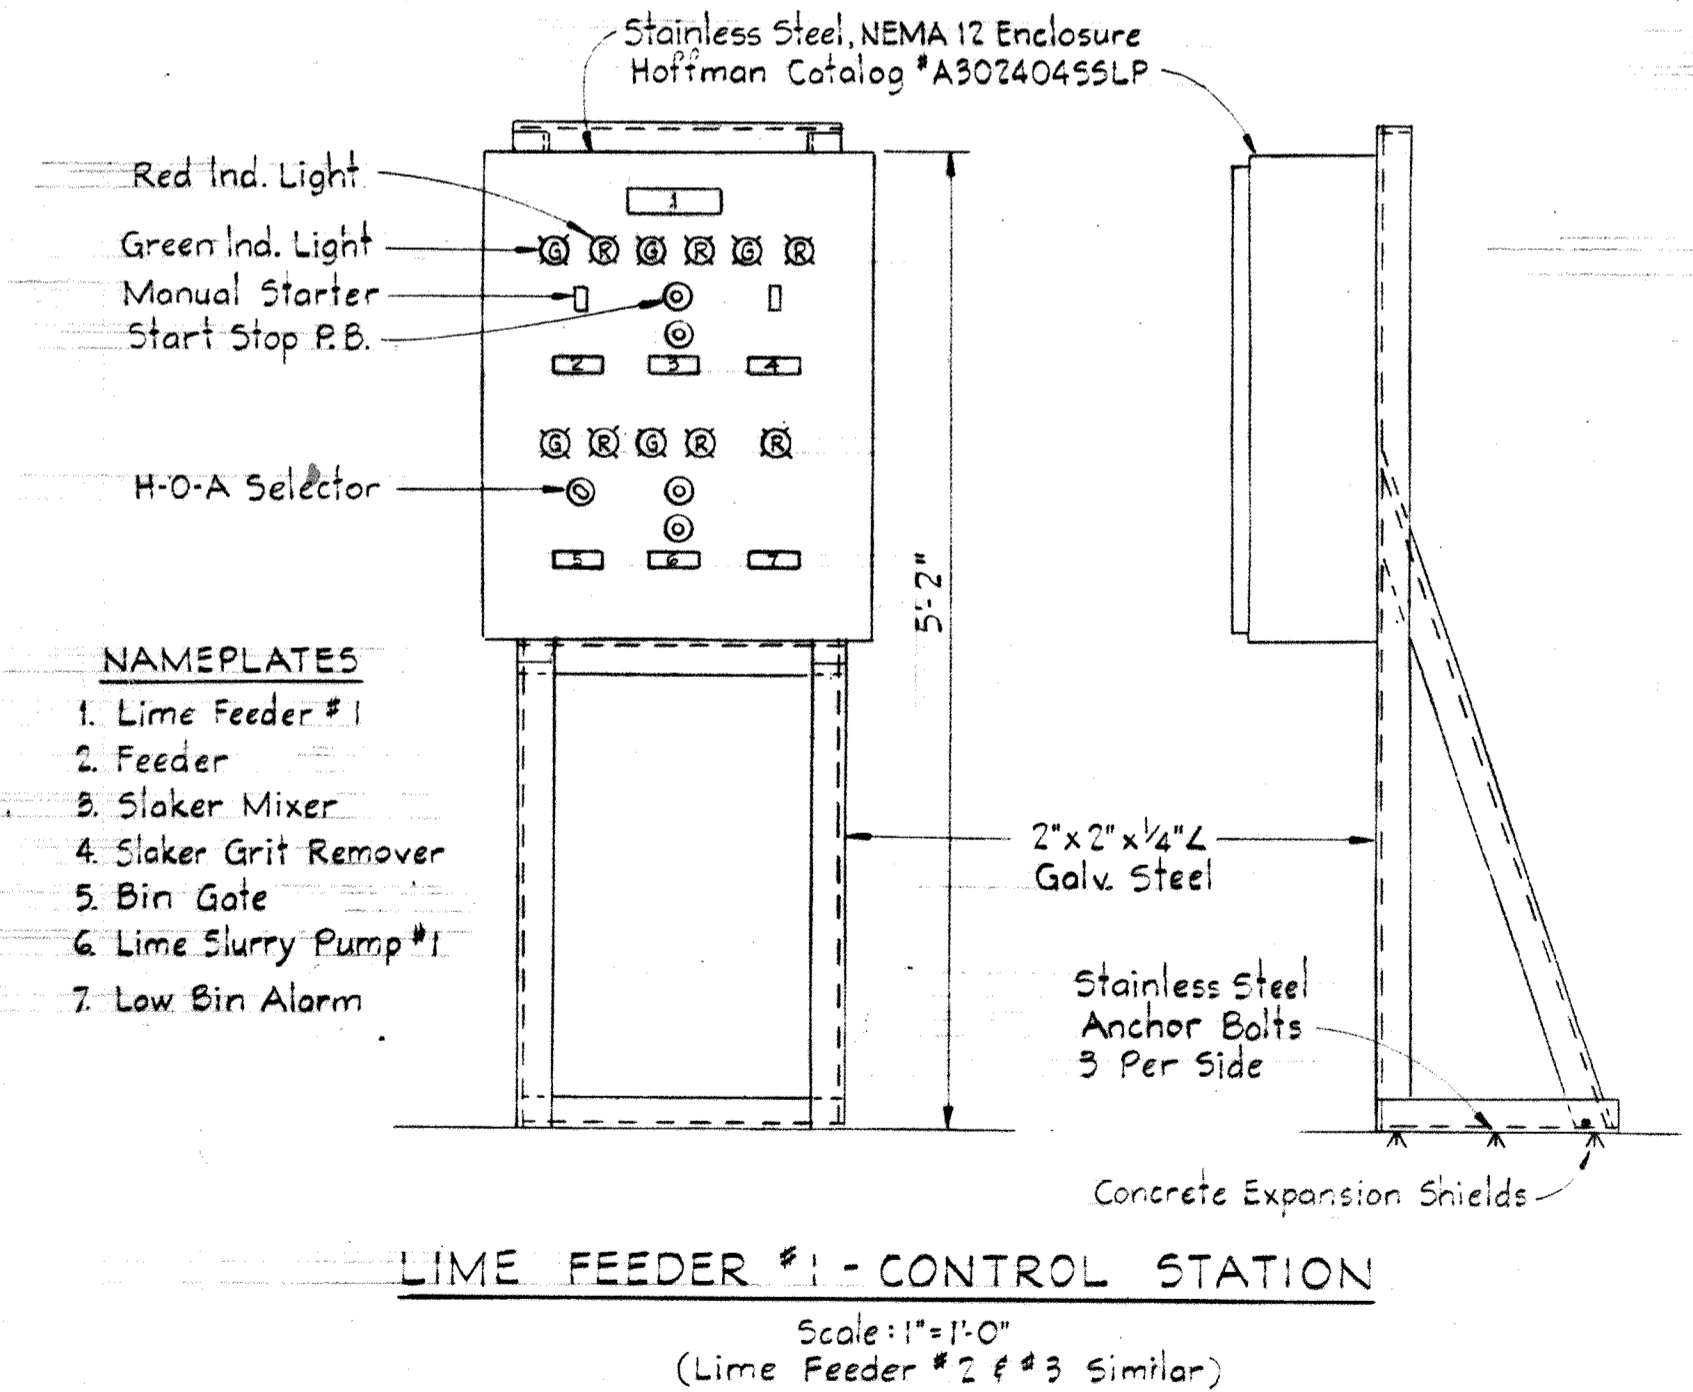 Stainless Steel, NEMA 12 Enclosure
Hoffman Catalog #A302404SSLP
Red Ind. Light
Green Ind. Light
Manual Starter
Start Stop P.B.
1
G R G R G R
2 3 4
G R G R R
H-O-A Selector
5 6 7
5'-2"
NAMEPLATES
1. Lime Feeder #1
2. Feeder
3. Slaker Mixer
4. Slaker Grit Remover
5. Bin Gate
6. Lime Slurry Pump #1
7. Low Bin Alarm
2" x 2" x 1/4" L
Galv. Steel
Stainless Steel
Anchor Bolts
3 Per Side
Concrete Expansion Shields
LIME FEEDER #1 - CONTROL STATION
Scale: 1"=1'-0"
(Lime Feeder #2 & #3 Similar)